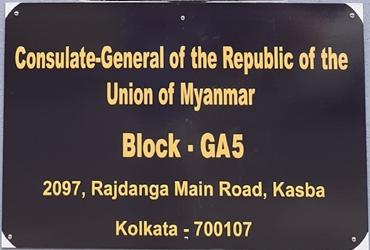 Consulate-General of the Republic of the
Union of Myanmar
Block - GA5
2097, Rajdanga Main Road, Kasba
Kolkata - 700107